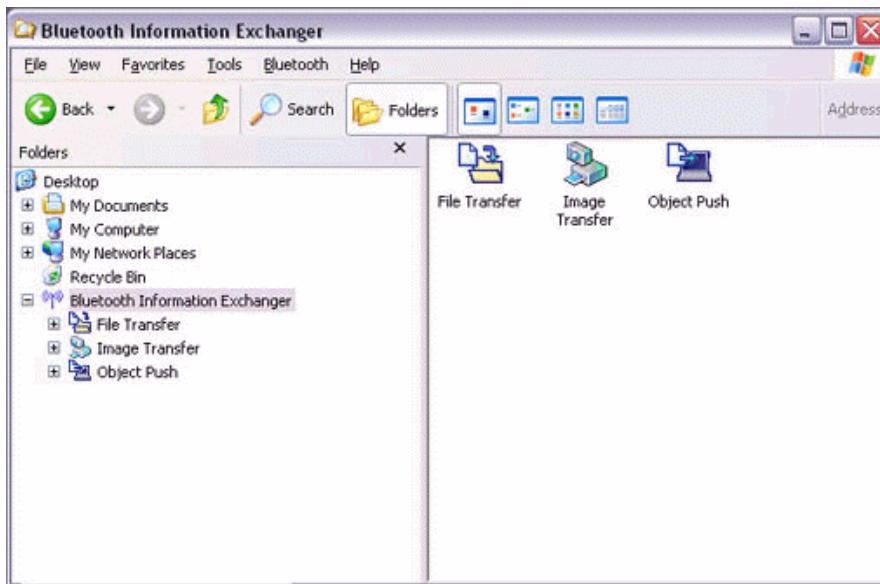 Bluetooth Information Exchanger
File View Favorites Tools Bluetooth Help
Back Search Folders Address
Folders
Desktop
My Documents
My Computer
My Network Places
Recycle Bin
Bluetooth Information Exchanger
File Transfer
Image Transfer
Object Push
File Transfer
Image
Transfer
Object Push